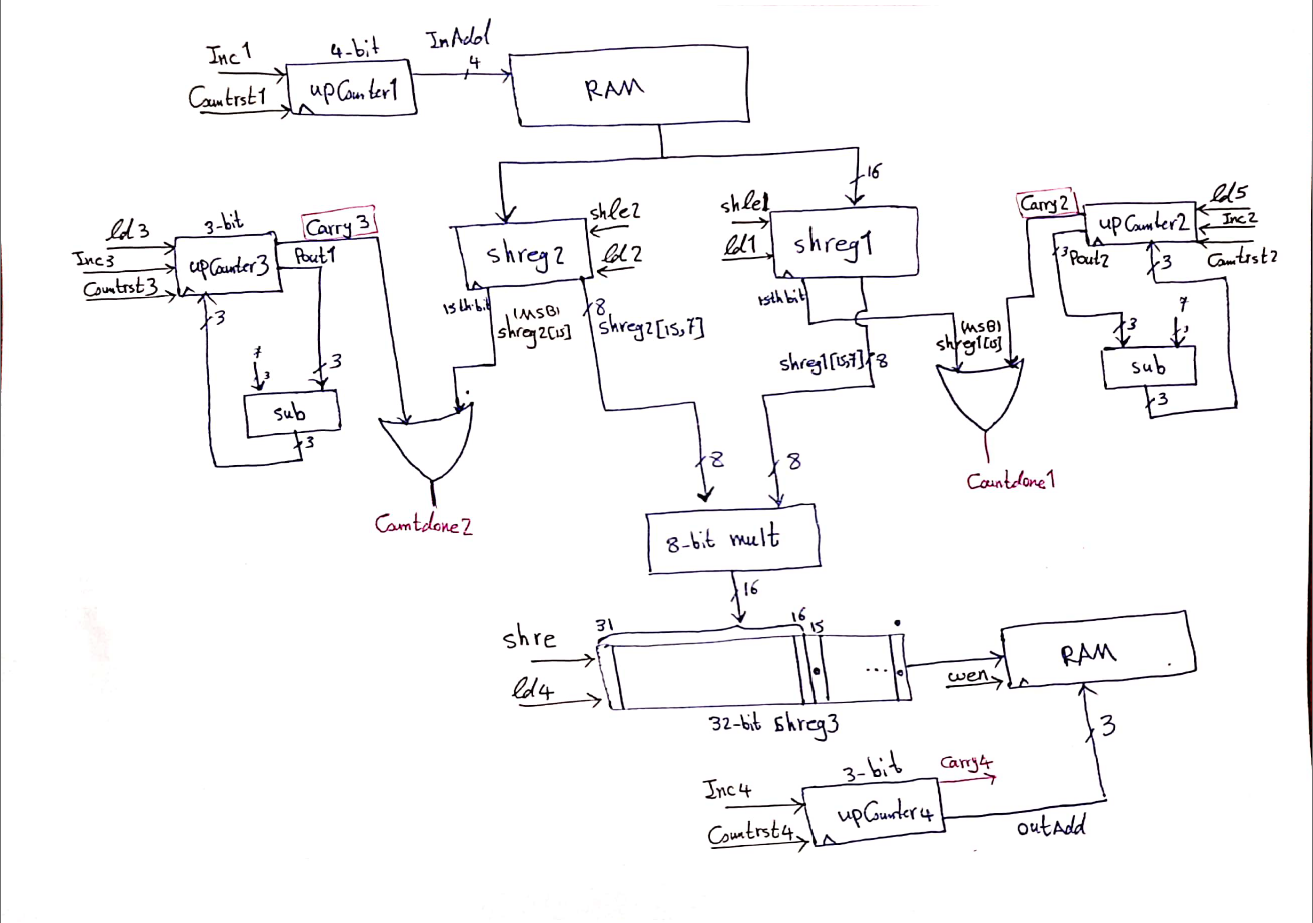 Inc1
4-bit
InAdd
4
Countrst1
upCounter1
RAM
16
ld3
3-bit
Carry 3
Inc3
upCounter3
Pout1
Countrst3
3
7
3
3
sub
3
Countdone2
shle2
shreg2
ld2
15th bit
(MSB)
shreg2[15]
8
shreg2[15,7]
shle1
ld1
shreg1
15th bit
(MSB)
shreg1[15]
shreg1[15,7]
8
Carry2
upCounter2
ld5
Inc2
Countrst2
3
Pout2
3
3
7
3
sub
3
Countdone1
8
8
8-bit mult
16
shre
31
16
15
ld4
...
32-bit Shreg3
RAM
wen
3
Inc4
3-bit
Carry4
Countrst4
upCounter4
outAdd